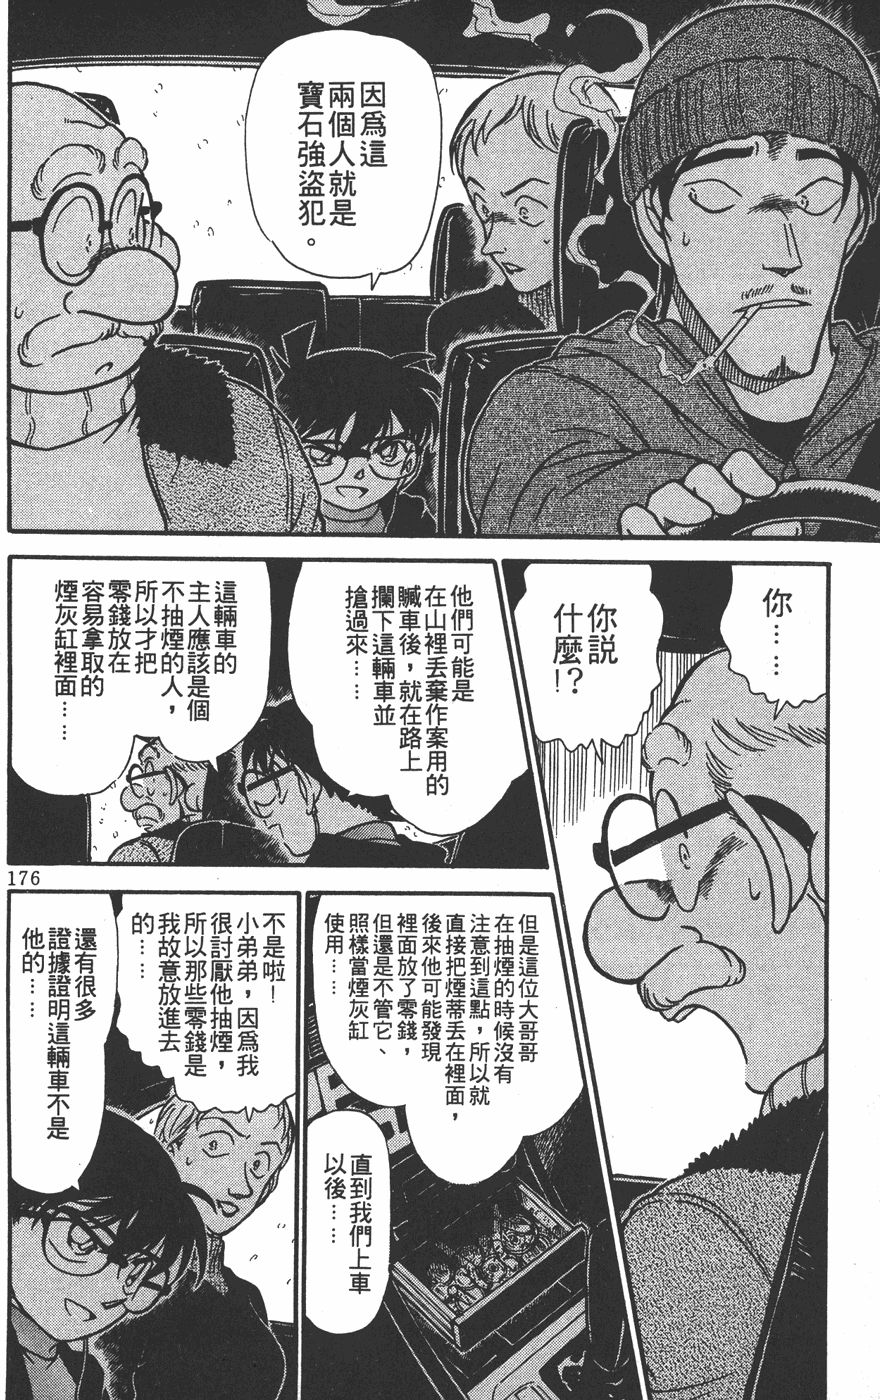 因為這
兩個人就是
寶石強盜犯。
你……
你說
什麼!?
他們可能是
在山裡丟棄作案用的
贓車後，就在路上
攔下這輛車並
搶過來……
這輛車的
主人應該是個
不抽煙的人，
所以才把
零錢放在
容易拿取的
煙灰缸裡面……
但是這位大哥哥
在抽煙的時候沒有
注意到這點，所以就
直接把煙蒂丟在裡面，
後來他可能發現
裡面放了零錢，
但還是不管它、
照樣當煙灰缸
使用……
直到我們上車
以後……
不是啦！
小弟弟，因為我
很討厭他抽煙，
所以那些零錢是
我故意放進去
的……
還有很多
證據證明這輛車不是
他的……
176